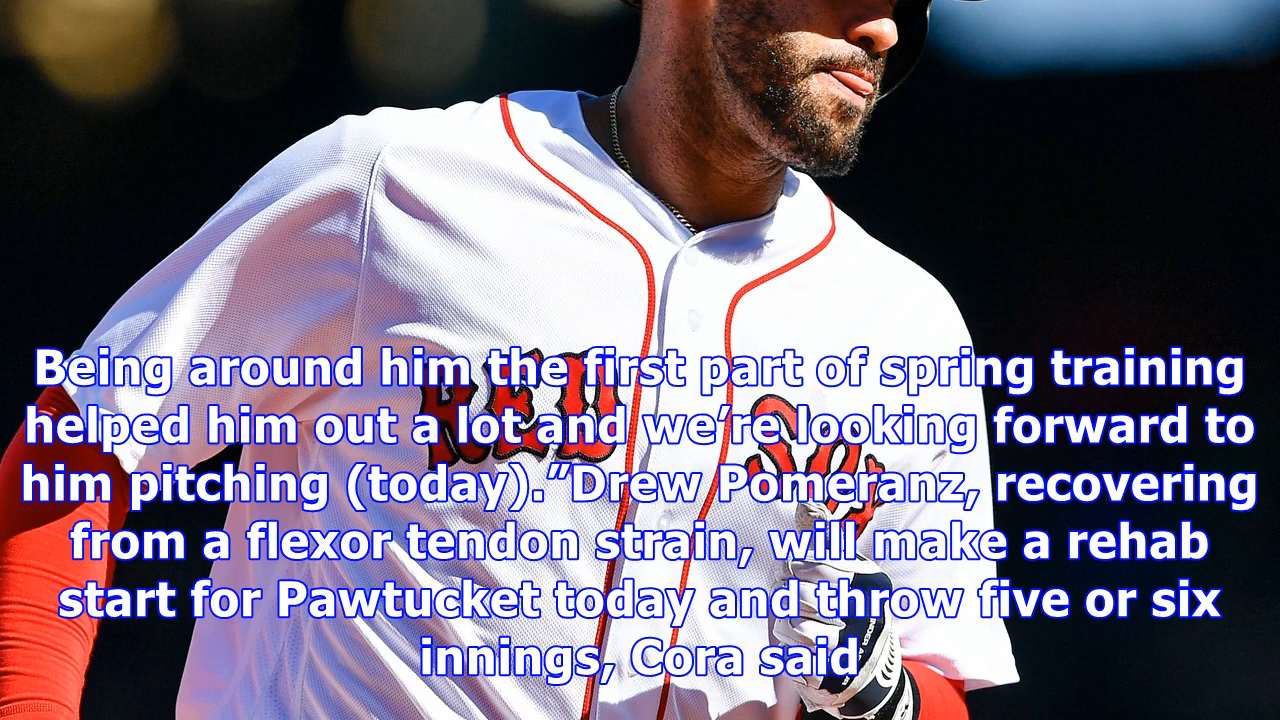 Being around him the first part of spring training
helped him out a lot and we’re looking forward to
him pitching (today).”Drew Pomeranz, recovering
from a flexor tendon strain, will make a rehab
start for Pawtucket today and throw five or six
innings, Cora said
RED Sox